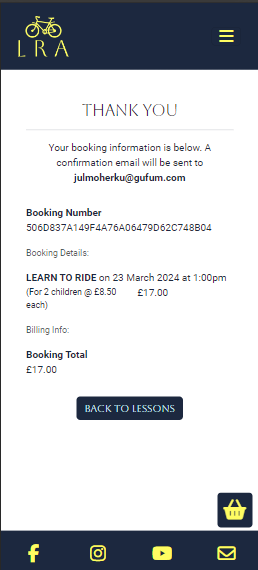 LRA
THANK YOU
Your booking information is below. A
confirmation email will be sent to
julmoherku@gufum.com
Booking Number
506D837A149F4A76A06479D62C748B04
Booking Details:
LEARN TO RIDE on 23 March 2024 at 1:00pm
(For 2 children @ £8.50 £17.00
each)
Billing Info:
Booking Total
£17.00
BACK TO LESSONS